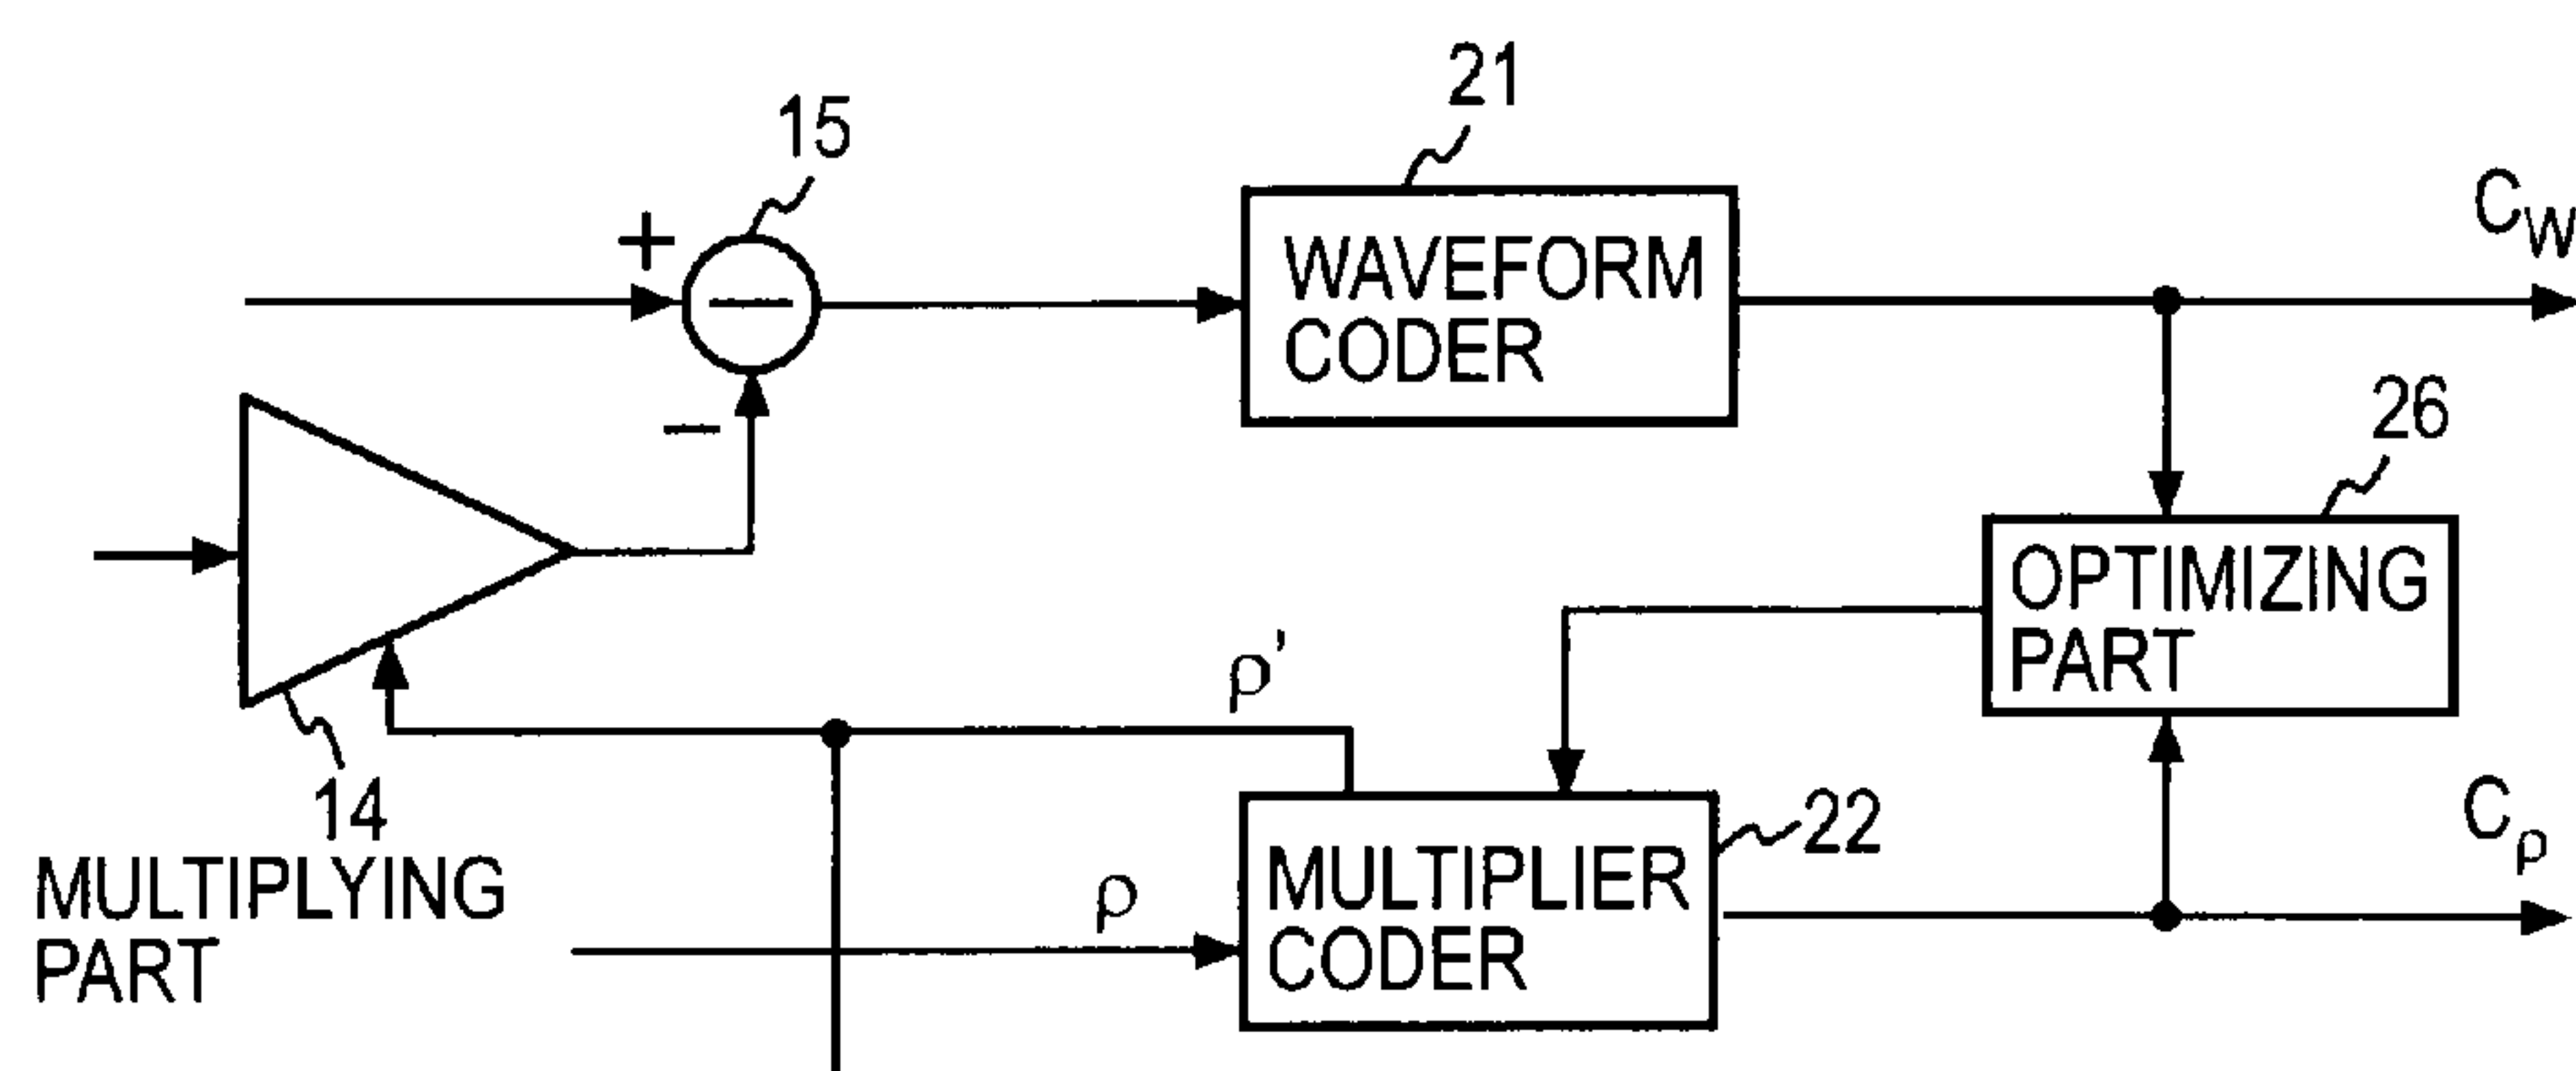 21
15
+
−
C_W
WAVEFORM
CODER
26
−
OPTIMIZING
PART
ρ'
14
MULTIPLYING
PART
22
C_ρ
ρ
MULTIPLIER
CODER